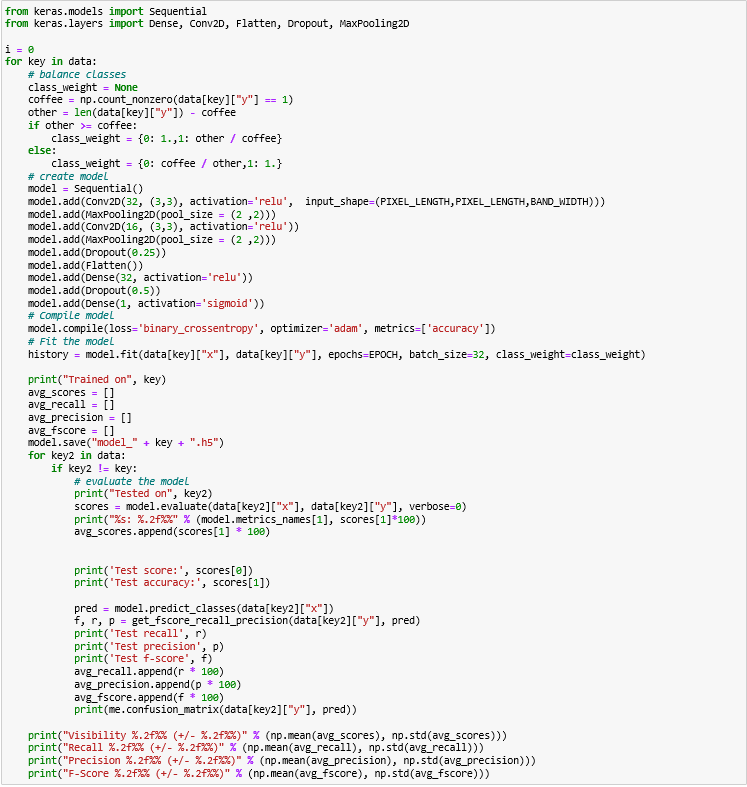 from keras.models import Sequential
from keras.layers import Dense, Conv2D, Flatten, Dropout, MaxPooling2D

i = 0
for key in data:
    # balance classes
    class_weight = None
    coffee = np.count_nonzero(data[key]["y"] == 1)
    other = len(data[key]["y"]) - coffee
    if other >= coffee:
        class_weight = {0: 1.,1: other / coffee}
    else:
        class_weight = {0: coffee / other,1: 1.}
    # create model
    model = Sequential()
    model.add(Conv2D(32, (3,3), activation='relu',  input_shape=(PIXEL_LENGTH,PIXEL_LENGTH,BAND_WIDTH)))
    model.add(MaxPooling2D(pool_size = (2 ,2)))
    model.add(Conv2D(16, (3,3), activation='relu'))
    model.add(MaxPooling2D(pool_size = (2 ,2)))
    model.add(Dropout(0.25))
    model.add(Flatten())
    model.add(Dense(32, activation='relu'))
    model.add(Dropout(0.5))
    model.add(Dense(1, activation='sigmoid'))
    # Compile model
    model.compile(loss='binary_crossentropy', optimizer='adam', metrics=['accuracy'])
    # Fit the model
    history = model.fit(data[key]["x"], data[key]["y"], epochs=EPOCH, batch_size=32, class_weight=class_weight)

    print("Trained on", key)
    avg_scores = []
    avg_recall = []
    avg_precision = []
    avg_fscore = []
    model.save("model_" + key + ".h5")
    for key2 in data:
        if key2 != key:
            # evaluate the model
            print("Tested on", key2)
            scores = model.evaluate(data[key2]["x"], data[key2]["y"], verbose=0)
            print("%s: %.2f%%" % (model.metrics_names[1], scores[1]*100))
            avg_scores.append(scores[1] * 100)


            print('Test score:', scores[0])
            print('Test accuracy:', scores[1])

            pred = model.predict_classes(data[key2]["x"])
            f, r, p = get_fscore_recall_precision(data[key2]["y"], pred)
            print('Test recall', r)
            print('Test precision', p)
            print('Test f-score', f)
            avg_recall.append(r * 100)
            avg_precision.append(p * 100)
            avg_fscore.append(f * 100)
            print(me.confusion_matrix(data[key2]["y"], pred))

    print("Visibility %.2f%% (+/- %.2f%%)" % (np.mean(avg_scores), np.std(avg_scores)))
    print("Recall %.2f%% (+/- %.2f%%)" % (np.mean(avg_recall), np.std(avg_recall)))
    print("Precision %.2f%% (+/- %.2f%%)" % (np.mean(avg_precision), np.std(avg_precision)))
    print("F-Score %.2f%% (+/- %.2f%%)" % (np.mean(avg_fscore), np.std(avg_fscore)))